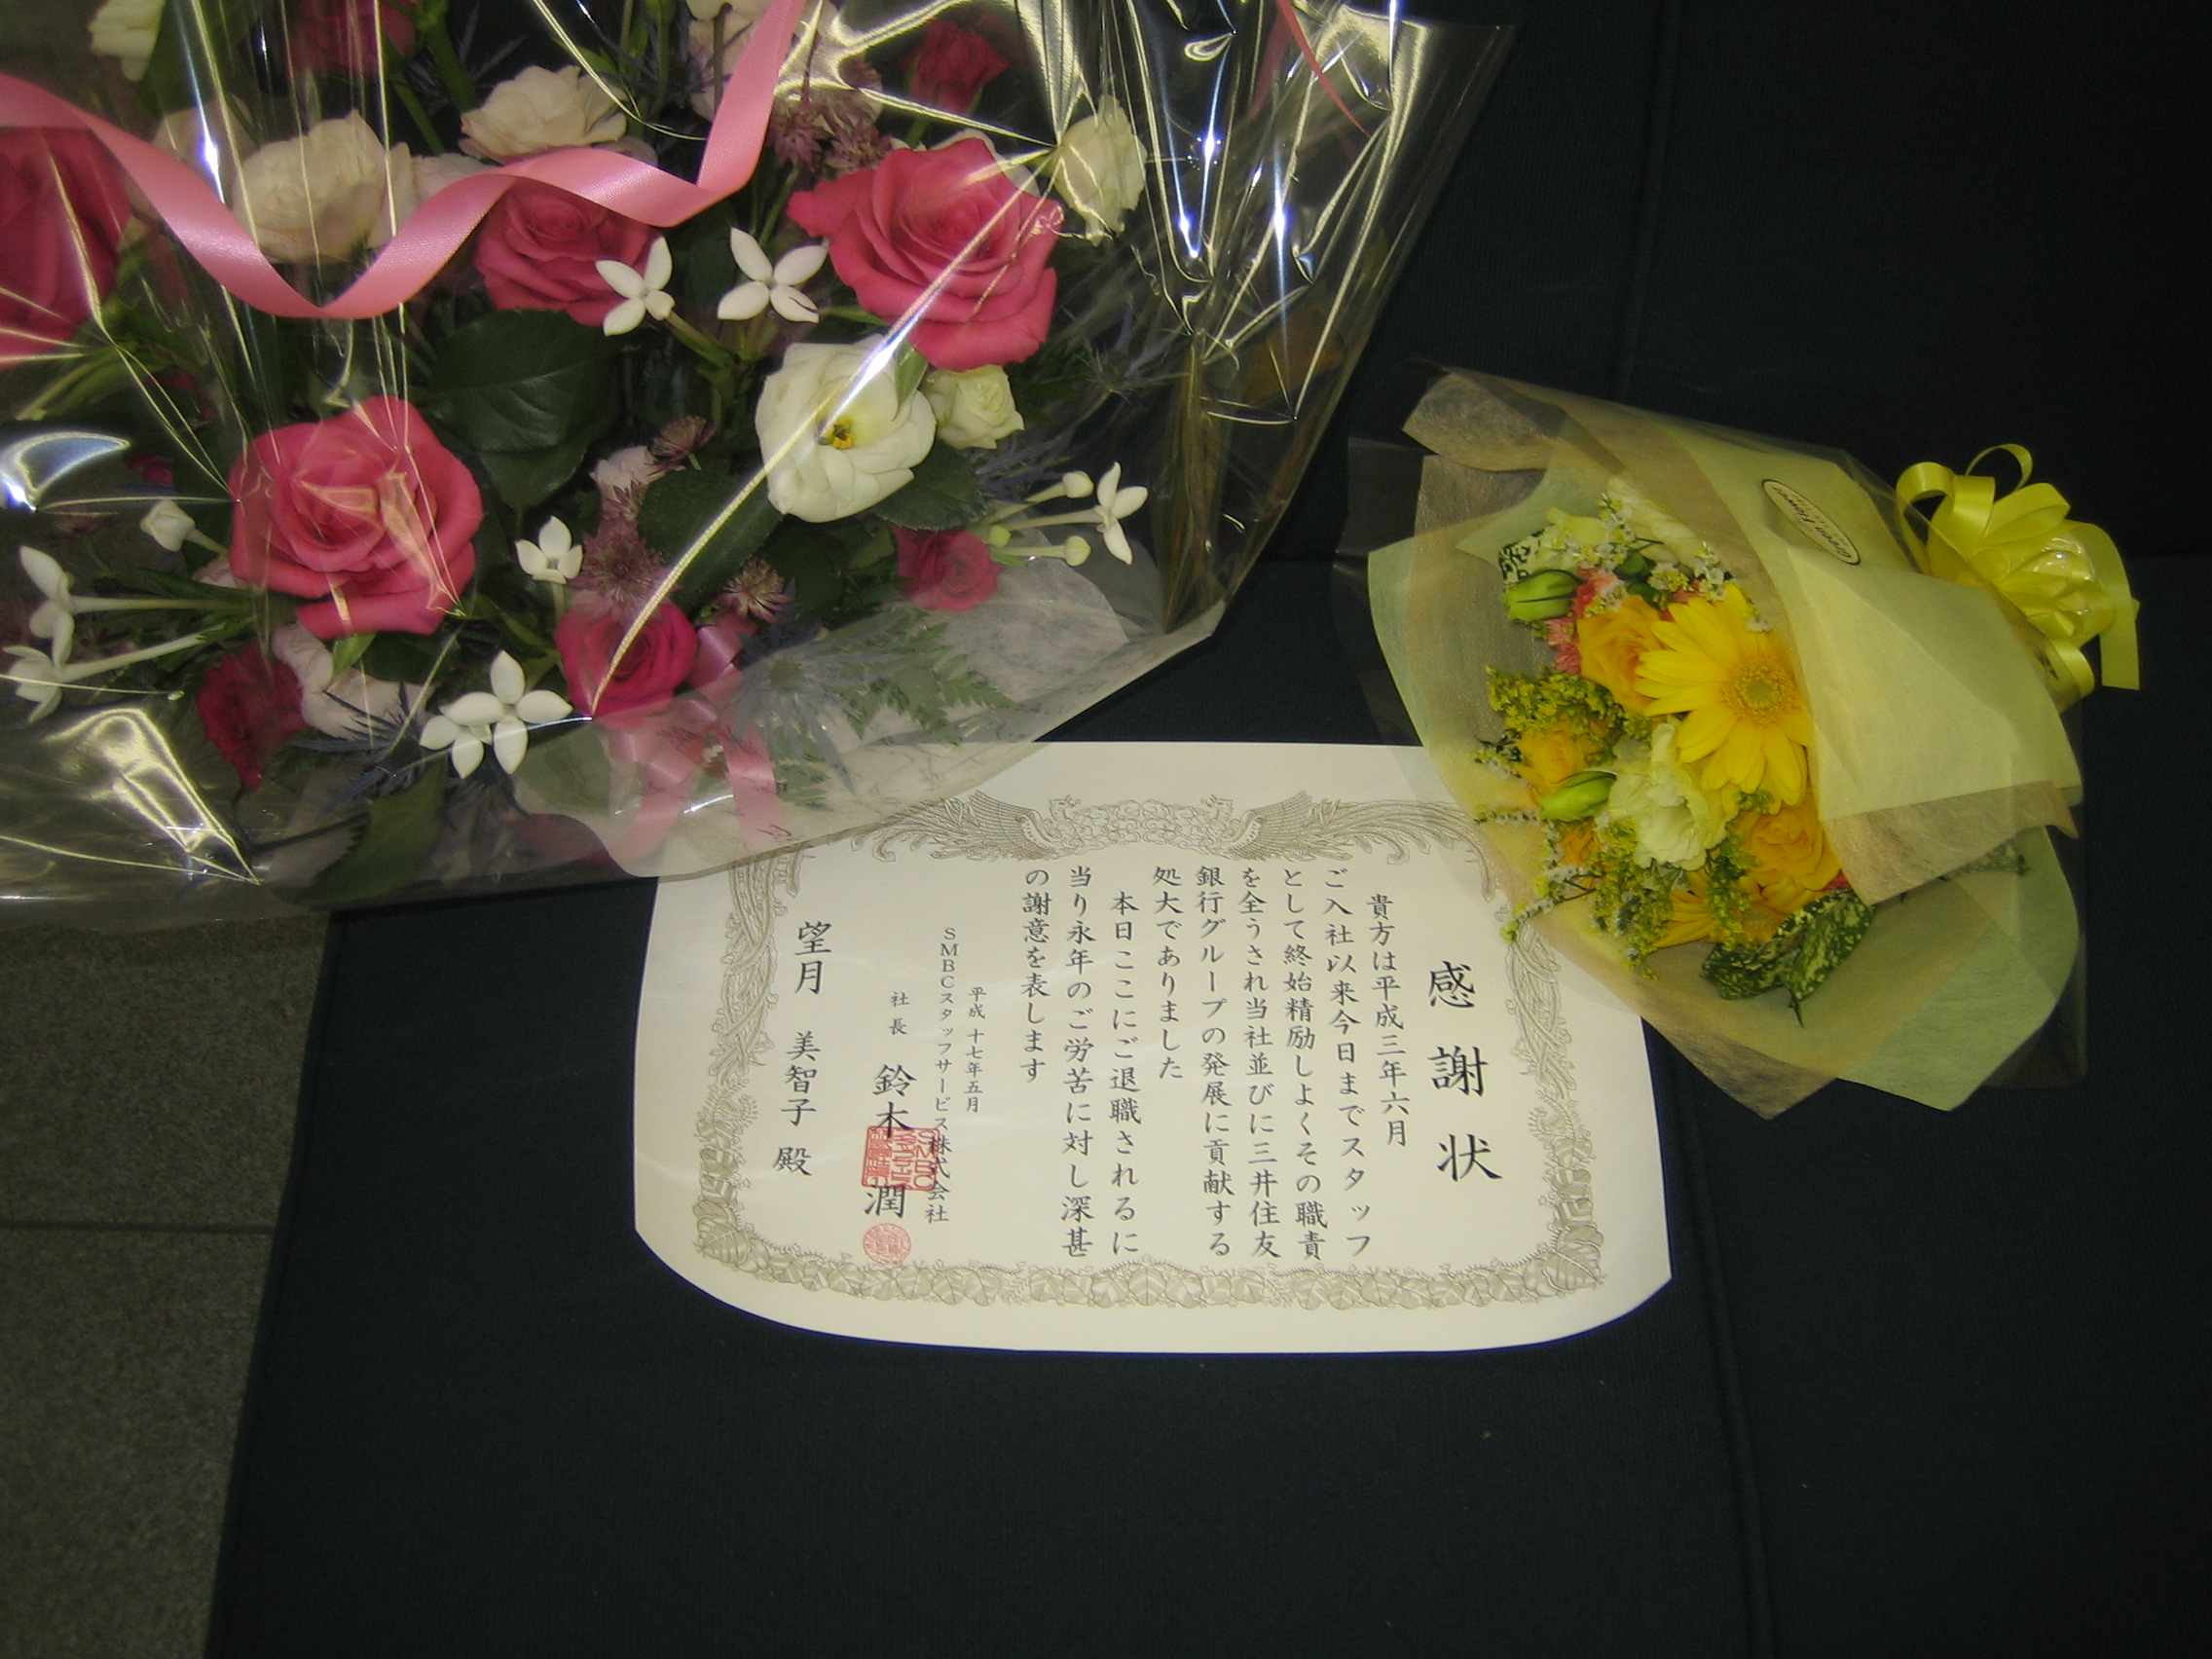 感謝状
貴方は平成三年六月
ご入社以来今日までスタッフ
として終始精励しよくその職責
を全うされ当社並びに三井住友
銀行グループの発展に貢献する
処大でありました
本日ここにご退職されるに
当り永年のご労苦に対し深甚
の謝意を表します
平成十七年五月
SMBCスタッフサービス株式会社
社長 鈴木 潤
望月 美智子 殿
Green Flower